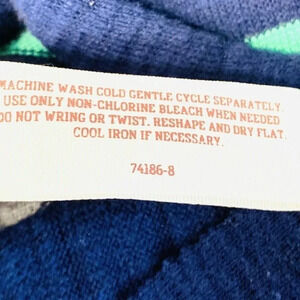 MACHINE WASH COLD GENTLE CYCLE SEPARATELY.
USE ONLY NON-CHLORINE BLEACH WHEN NEEDED
DO NOT WRING OR TWIST. RESHAPE AND DRY FLAT.
COOL IRON IF NECESSARY.
74186-8